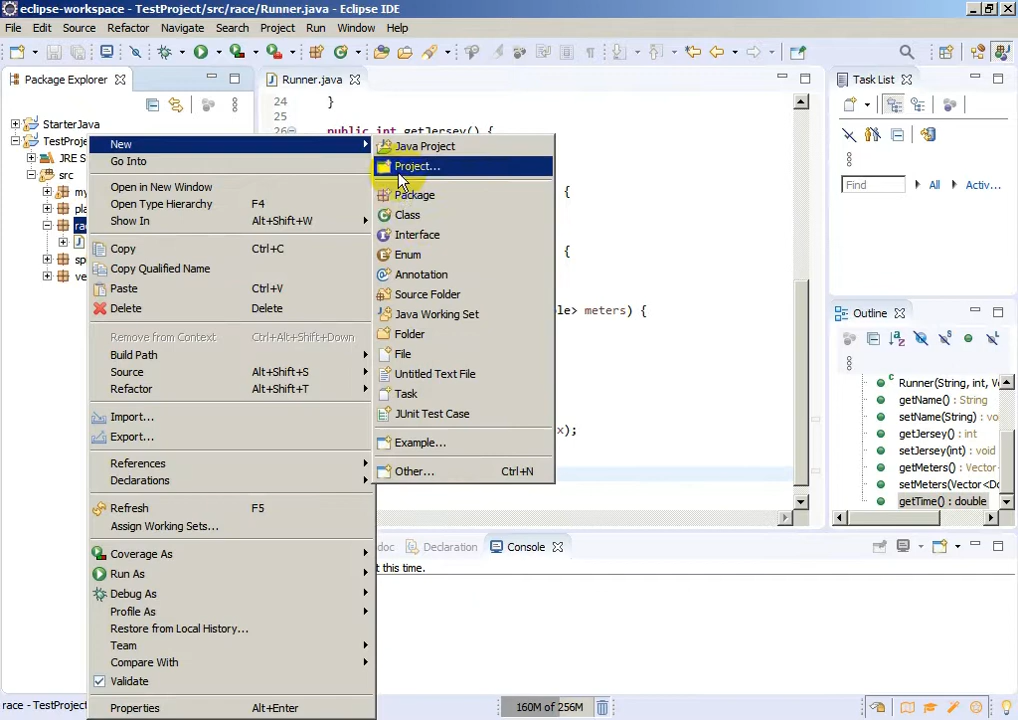 eclipse-workspace - TestProject/src/race/Runner.java - Eclipse IDE
File Edit Source Refactor Navigate Search Project Run Window Help
Package Explorer
Runner.java
Task List
StarterJava
TestProje
JRE S
src
my
pla
rac
sp
ve
24 }
25
26 public int getJersey() {
{
{
le> meters) {
x);
New
Go Into
Open in New Window
Open Type Hierarchy F4
Show In Alt+Shift+W
Copy Ctrl+C
Copy Qualified Name
Paste Ctrl+V
Delete Delete
Remove from Context Ctrl+Alt+Shift+Down
Build Path
Source Alt+Shift+S
Refactor Alt+Shift+T
Import...
Export...
References
Declarations
Refresh F5
Assign Working Sets...
Coverage As
Run As
Debug As
Profile As
Restore from Local History...
Team
Compare With
Validate
Properties Alt+Enter
Java Project
Project...
Package
Class
Interface
Enum
Annotation
Source Folder
Java Working Set
Folder
File
Untitled Text File
Task
JUnit Test Case
Example...
Other... Ctrl+N
Find All Activ...
Outline
Runner(String, int, Ve
getName() : String
setName(String) : vo
getJersey() : int
setJersey(int) : void
getMeters() : Vector
setMeters(Vector<Do
getTime() : double
doc Declaration Console
t this time.
race - TestProject
160M of 256M